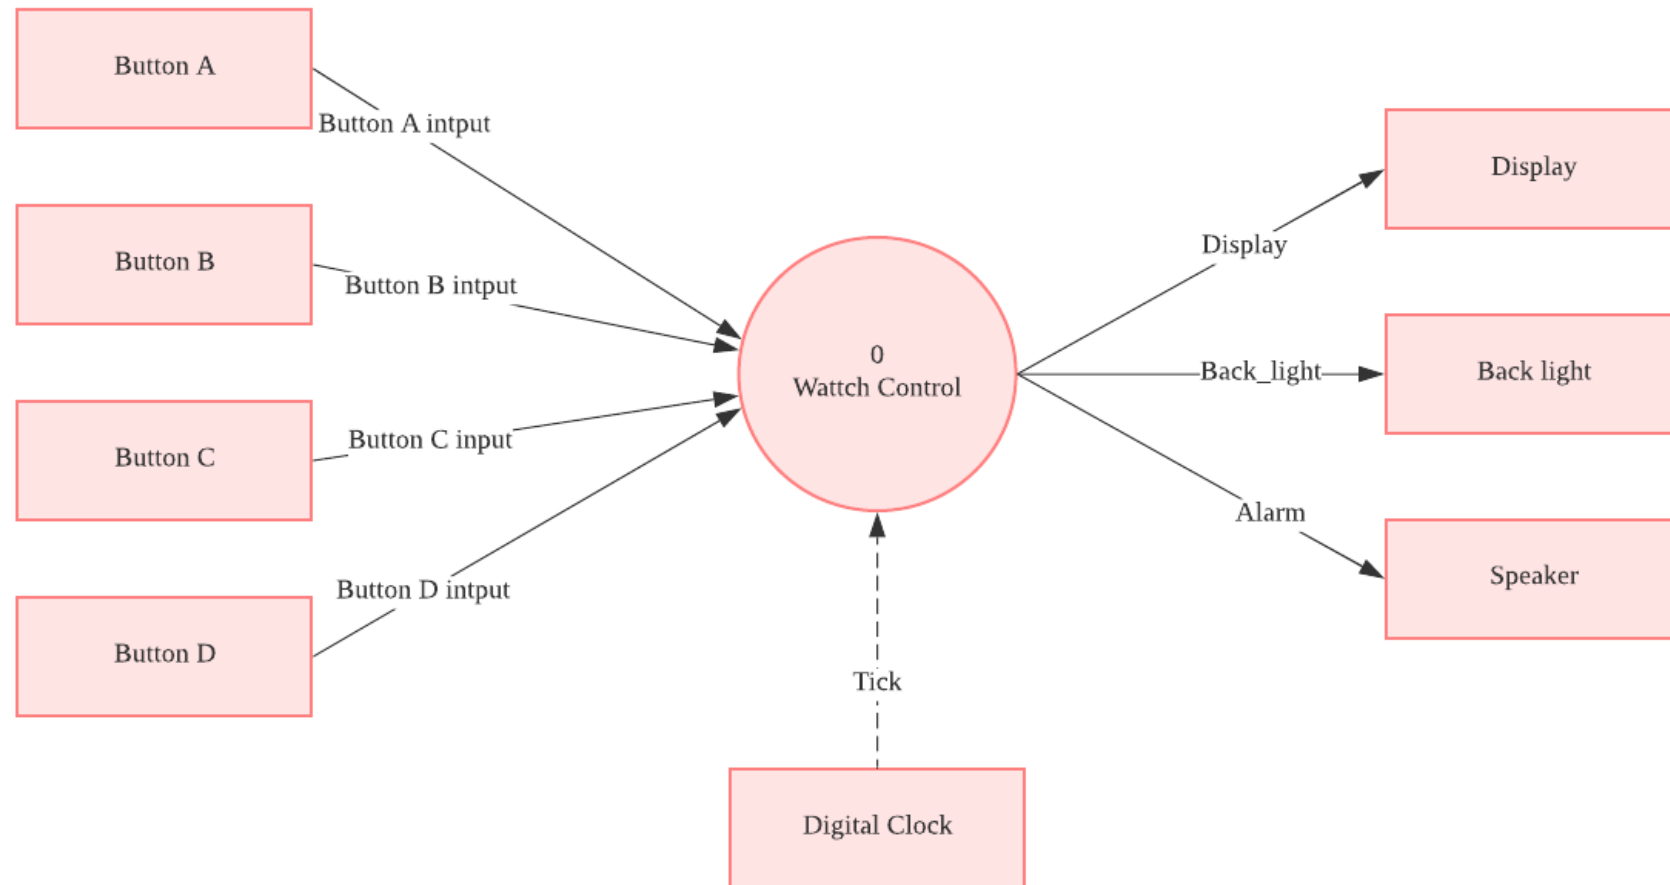 Button A
Button A intput
Button B
Button B intput
Button C
Button C input
Button D
Button D intput
0
Wattch Control
Tick
Digital Clock
Display
Display
Back_light
Back light
Alarm
Speaker